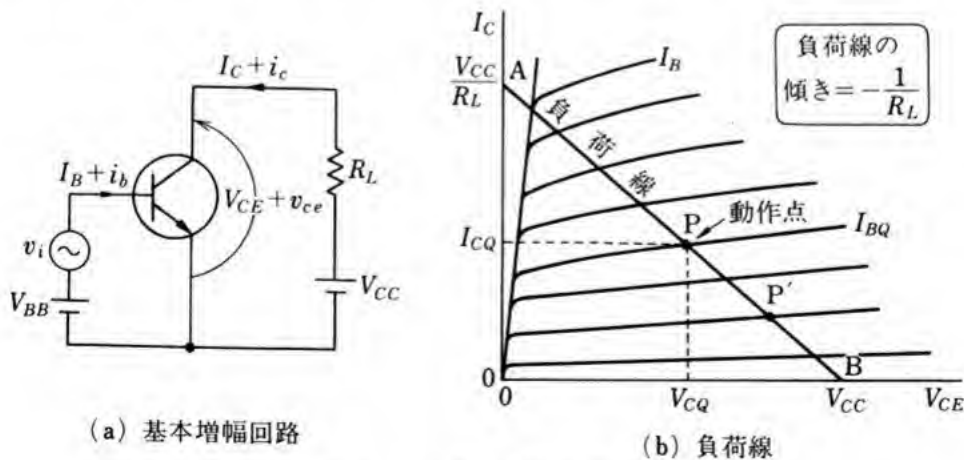 I_C + i_c
I_B + i_b
V_CE + v_ce
R_L
v_i
V_BB
V_CC
(a) 基本増幅回路
I_C
V_CC/R_L
A
I_B
負荷線の
傾き = −1/R_L
負荷線
P 動作点
I_CQ
I_BQ
P′
B
0
0 V_CQ V_CC V_CE
(b) 負荷線